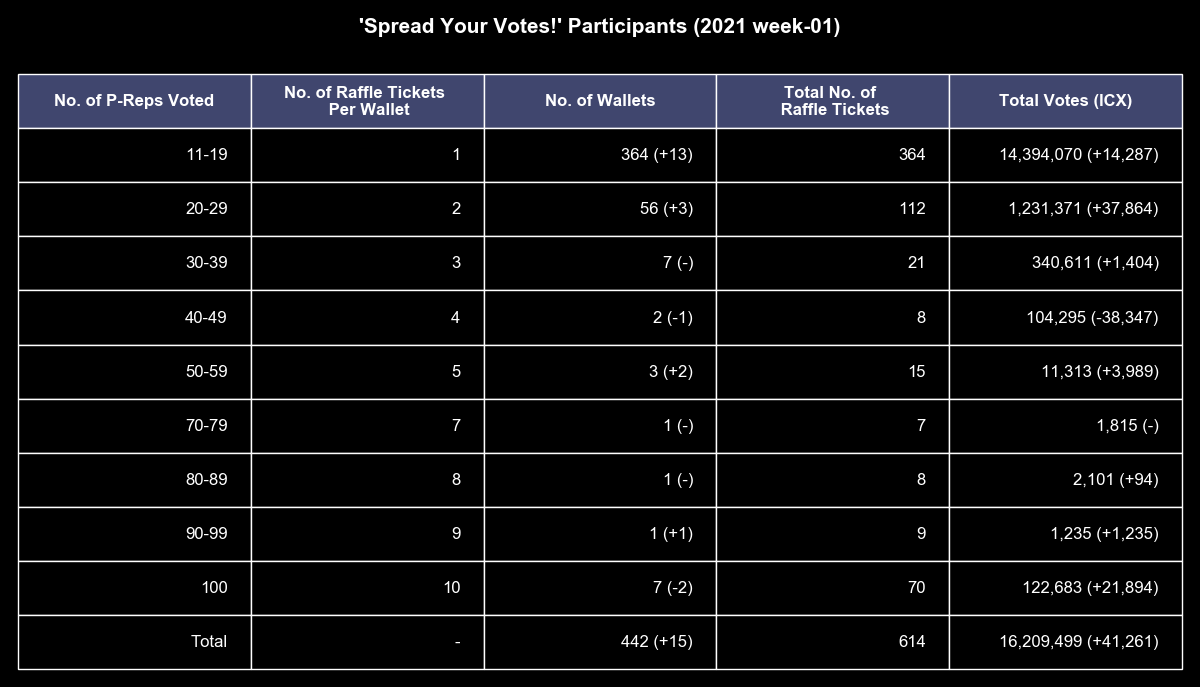 'Spread Your Votes!' Participants (2021 week-01)
No. of P-Reps Voted No. of Raffle Tickets Per Wallet No. of Wallets Total No. of Raffle Tickets Total Votes (ICX)
11-19 1 364 (+13) 364 14,394,070 (+14,287)
20-29 2 56 (+3) 112 1,231,371 (+37,864)
30-39 3 7 (-) 21 340,611 (+1,404)
40-49 4 2 (-1) 8 104,295 (-38,347)
50-59 5 3 (+2) 15 11,313 (+3,989)
70-79 7 1 (-) 7 1,815 (-)
80-89 8 1 (-) 8 2,101 (+94)
90-99 9 1 (+1) 9 1,235 (+1,235)
100 10 7 (-2) 70 122,683 (+21,894)
Total - 442 (+15) 614 16,209,499 (+41,261)